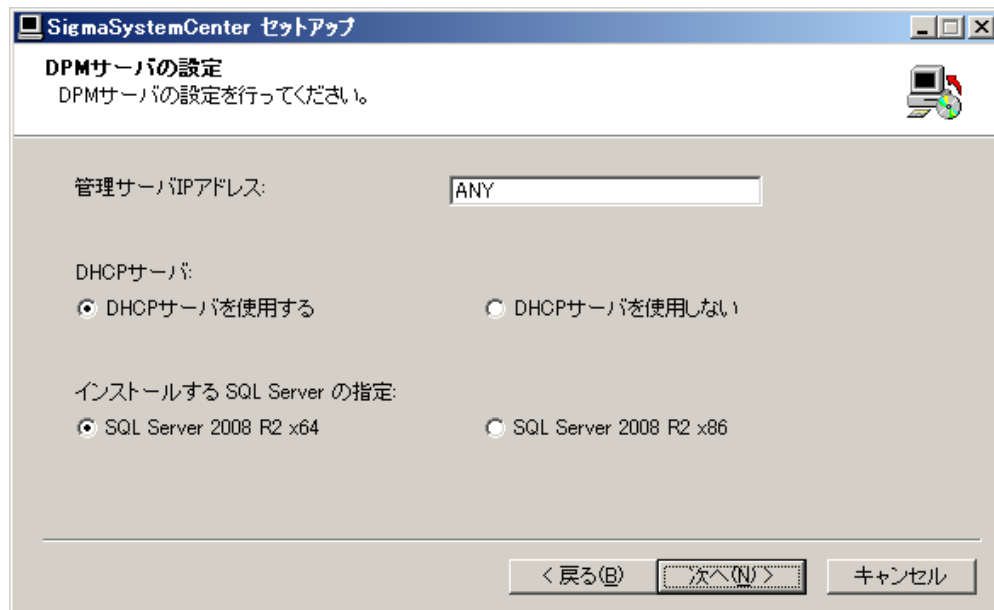 SigmaSystemCenter セットアップ
DPMサーバの設定
DPMサーバの設定を行ってください。
管理サーバIPアドレス:
ANY
DHCPサーバ:
DHCPサーバを使用する
DHCPサーバを使用しない
インストールする SQL Server の指定:
SQL Server 2008 R2 x64
SQL Server 2008 R2 x86
< 戻る(B)
次へ(N) >
キャンセル